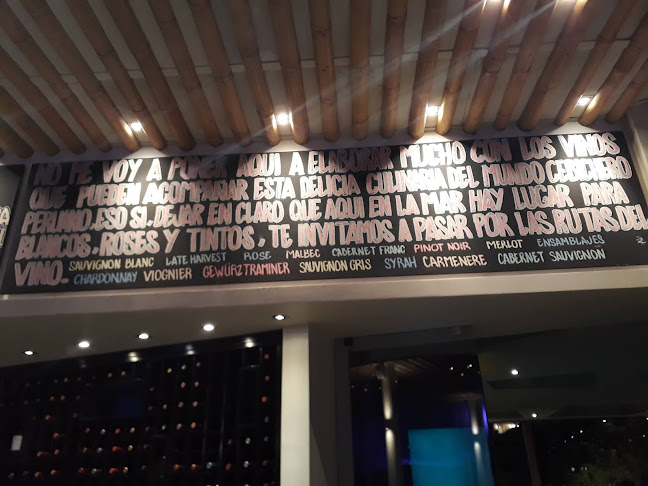 NO ME VOY A PONER AQUI A ELABORAR MUCHO CON LOS VINOS
QUE PUEDEN ACOMPAÑAR ESTA DELICIA CULINARIA DEL MUNDO CEBICHERO
PERUANO, ESO SI, DEJAR EN CLARO QUE AQUI EN LA MAR HAY LUGAR PARA
BLANCOS, ROSES Y TINTOS, TE INVITAMOS A PASAR POR LAS RUTAS DEL
VINO.
SAUVIGNON BLANC LATE HARVEST ROSE MALBEC CABERNET FRANC PINOT NOIR MERLOT ENSAMBLAJES
CHARDONNAY VIOGNIER GEWÜRZTRAMINER SAUVIGNON GRIS SYRAH CARMENERE CABERNET SAUVIGNON